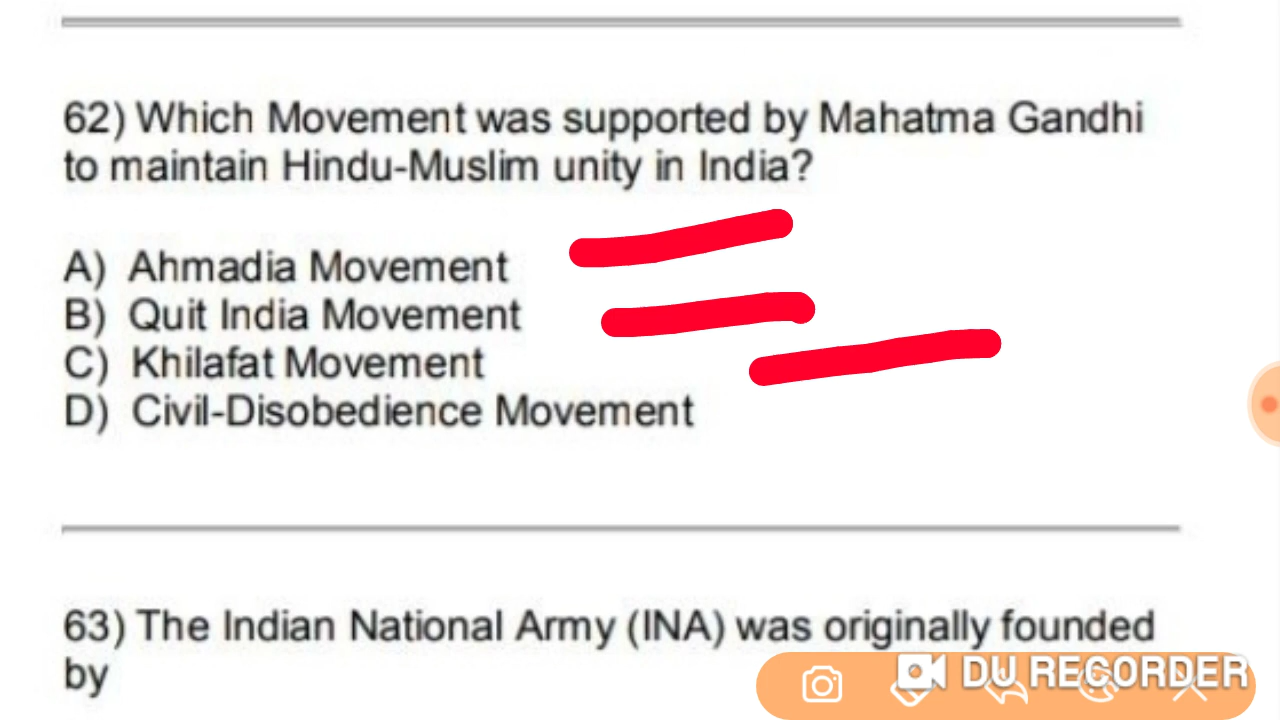 62) Which Movement was supported by Mahatma Gandhi
to maintain Hindu-Muslim unity in India?
A) Ahmadia Movement
B) Quit India Movement
C) Khilafat Movement
D) Civil-Disobedience Movement
63) The Indian National Army (INA) was originally founded
by
DU RECORDER